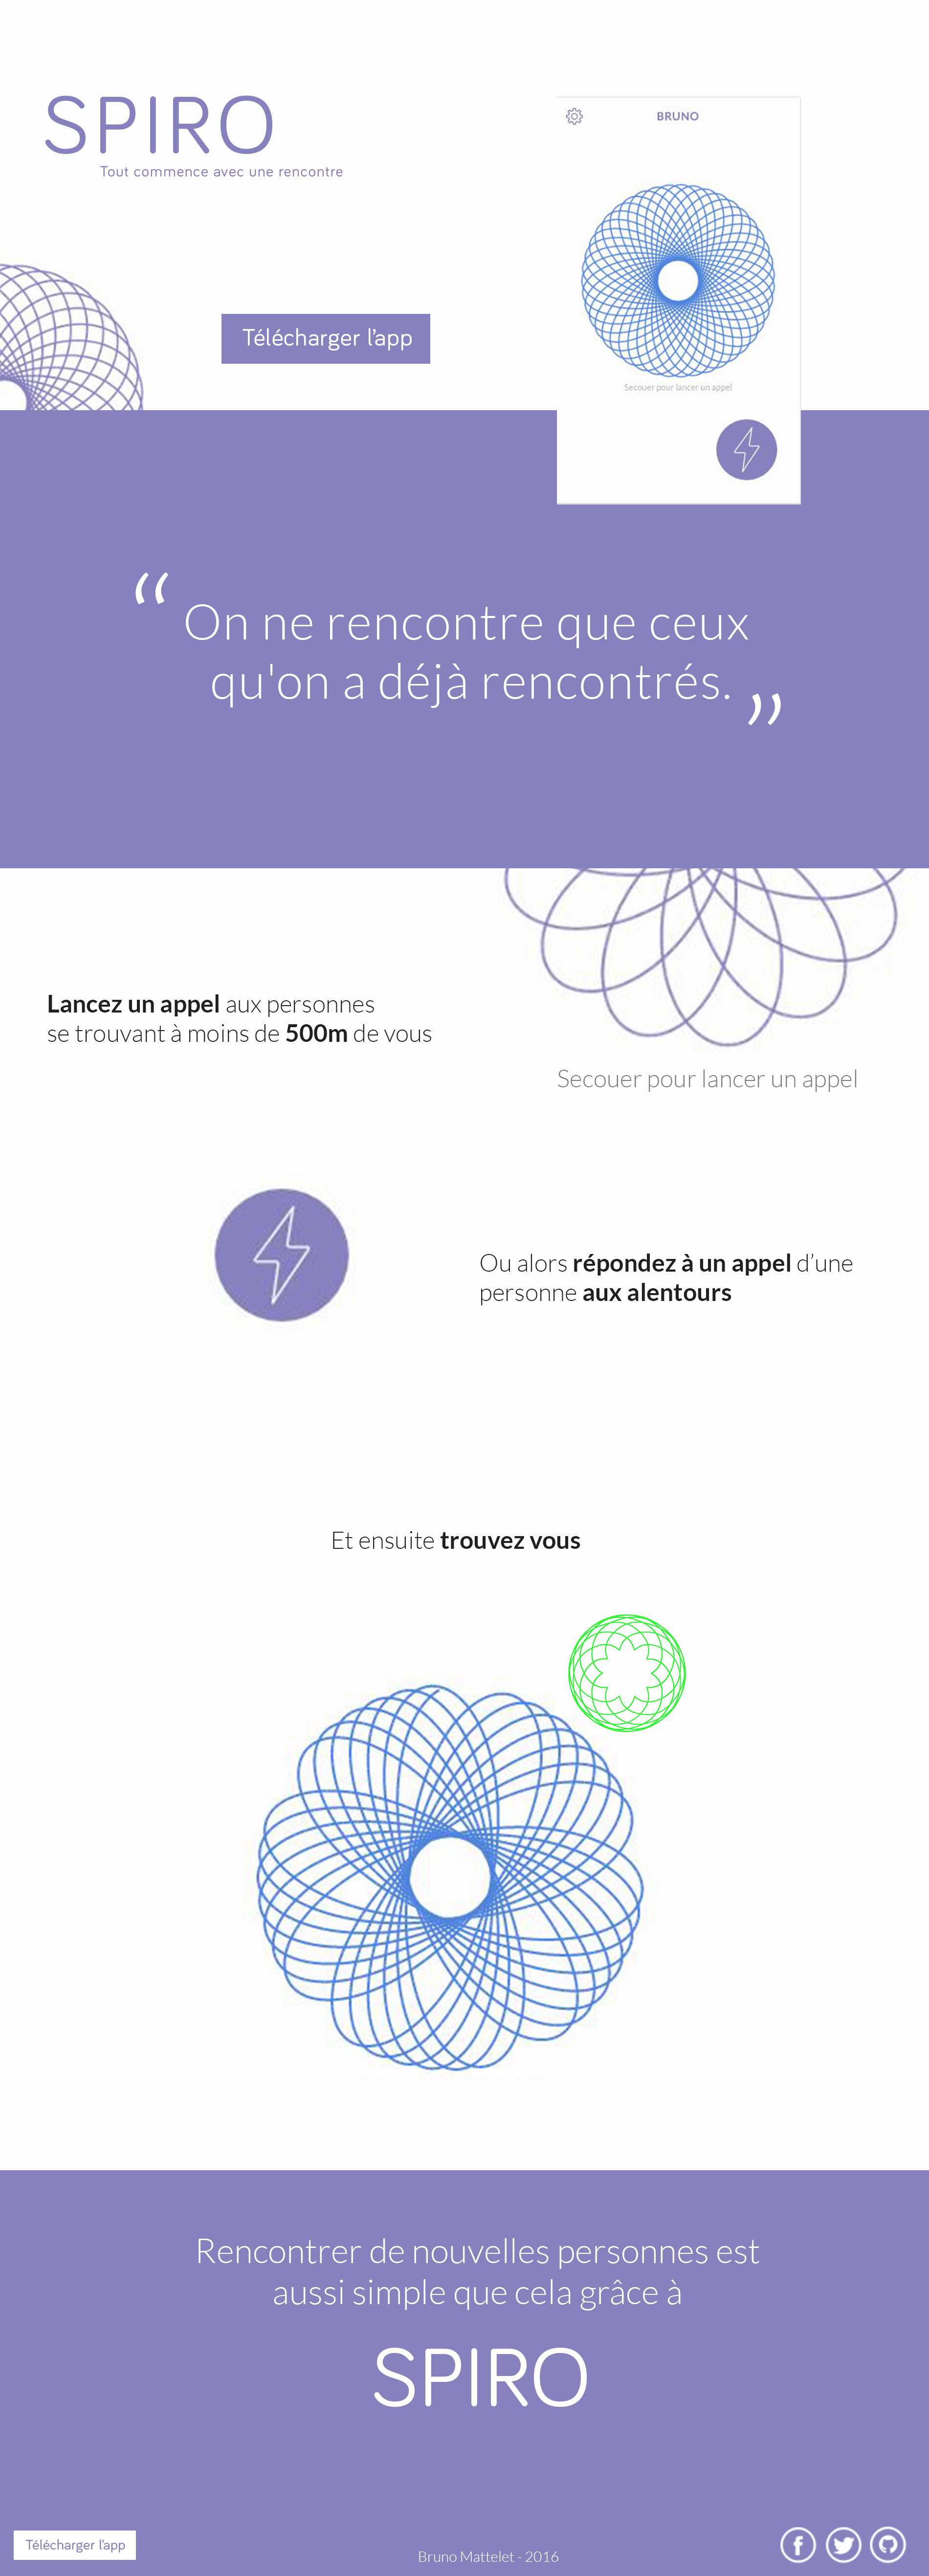 SPIRO
Tout commence avec une rencontre
BRUNO
Télécharger l’app
Secouer pour lancer un appel
“ On ne rencontre que ceux
qu'on a déjà rencontrés. ”
Lancez un appel aux personnes
se trouvant à moins de 500m de vous
Secouer pour lancer un appel
Ou alors répondez à un appel d’une
personne aux alentours
Et ensuite trouvez vous
Rencontrer de nouvelles personnes est
aussi simple que cela grâce à
SPIRO
Télécharger l’app
Bruno Mattelet - 2016